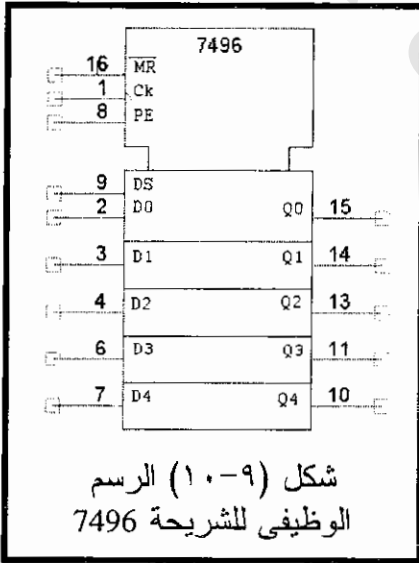 7496
16 MR
1 Ck
8 PE
9 DS
2 D0 Q0 15
3 D1 Q1 14
4 D2 Q2 13
6 D3 Q3 11
7 D4 Q4 10
شكل (٩-١٠) الرسم
الوظيفى للشريحة 7496